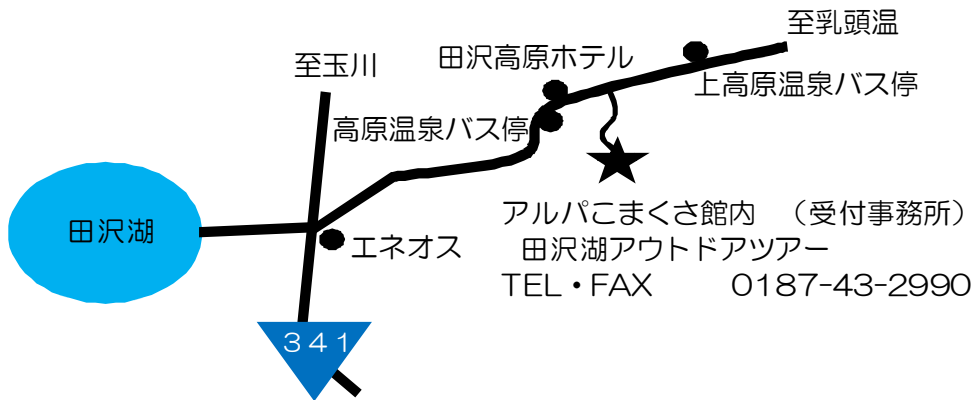 至乳頭温
田沢高原ホテル
至玉川
上高原温泉バス停
高原温泉バス停
アルパこまくさ館内　（受付事務所）
田沢湖
田沢湖アウトドアツアー
エネオス
TEL・FAX　　0187-43-2990
３４１